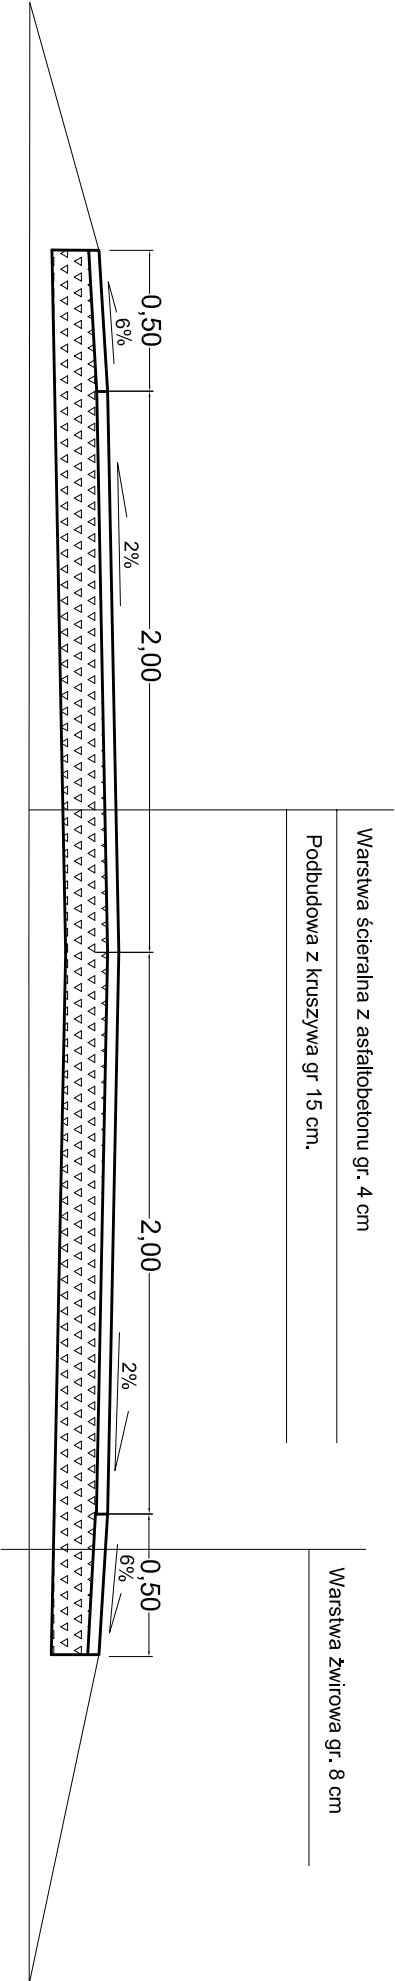 Warstwa ścieralna z asfaltobetonu gr. 4 cm
Podbudowa z kruszywa gr 15 cm.
Warstwa żwirowa gr. 8 cm
0,50
2,00
2,00
0,50
6%
2%
2%
6%